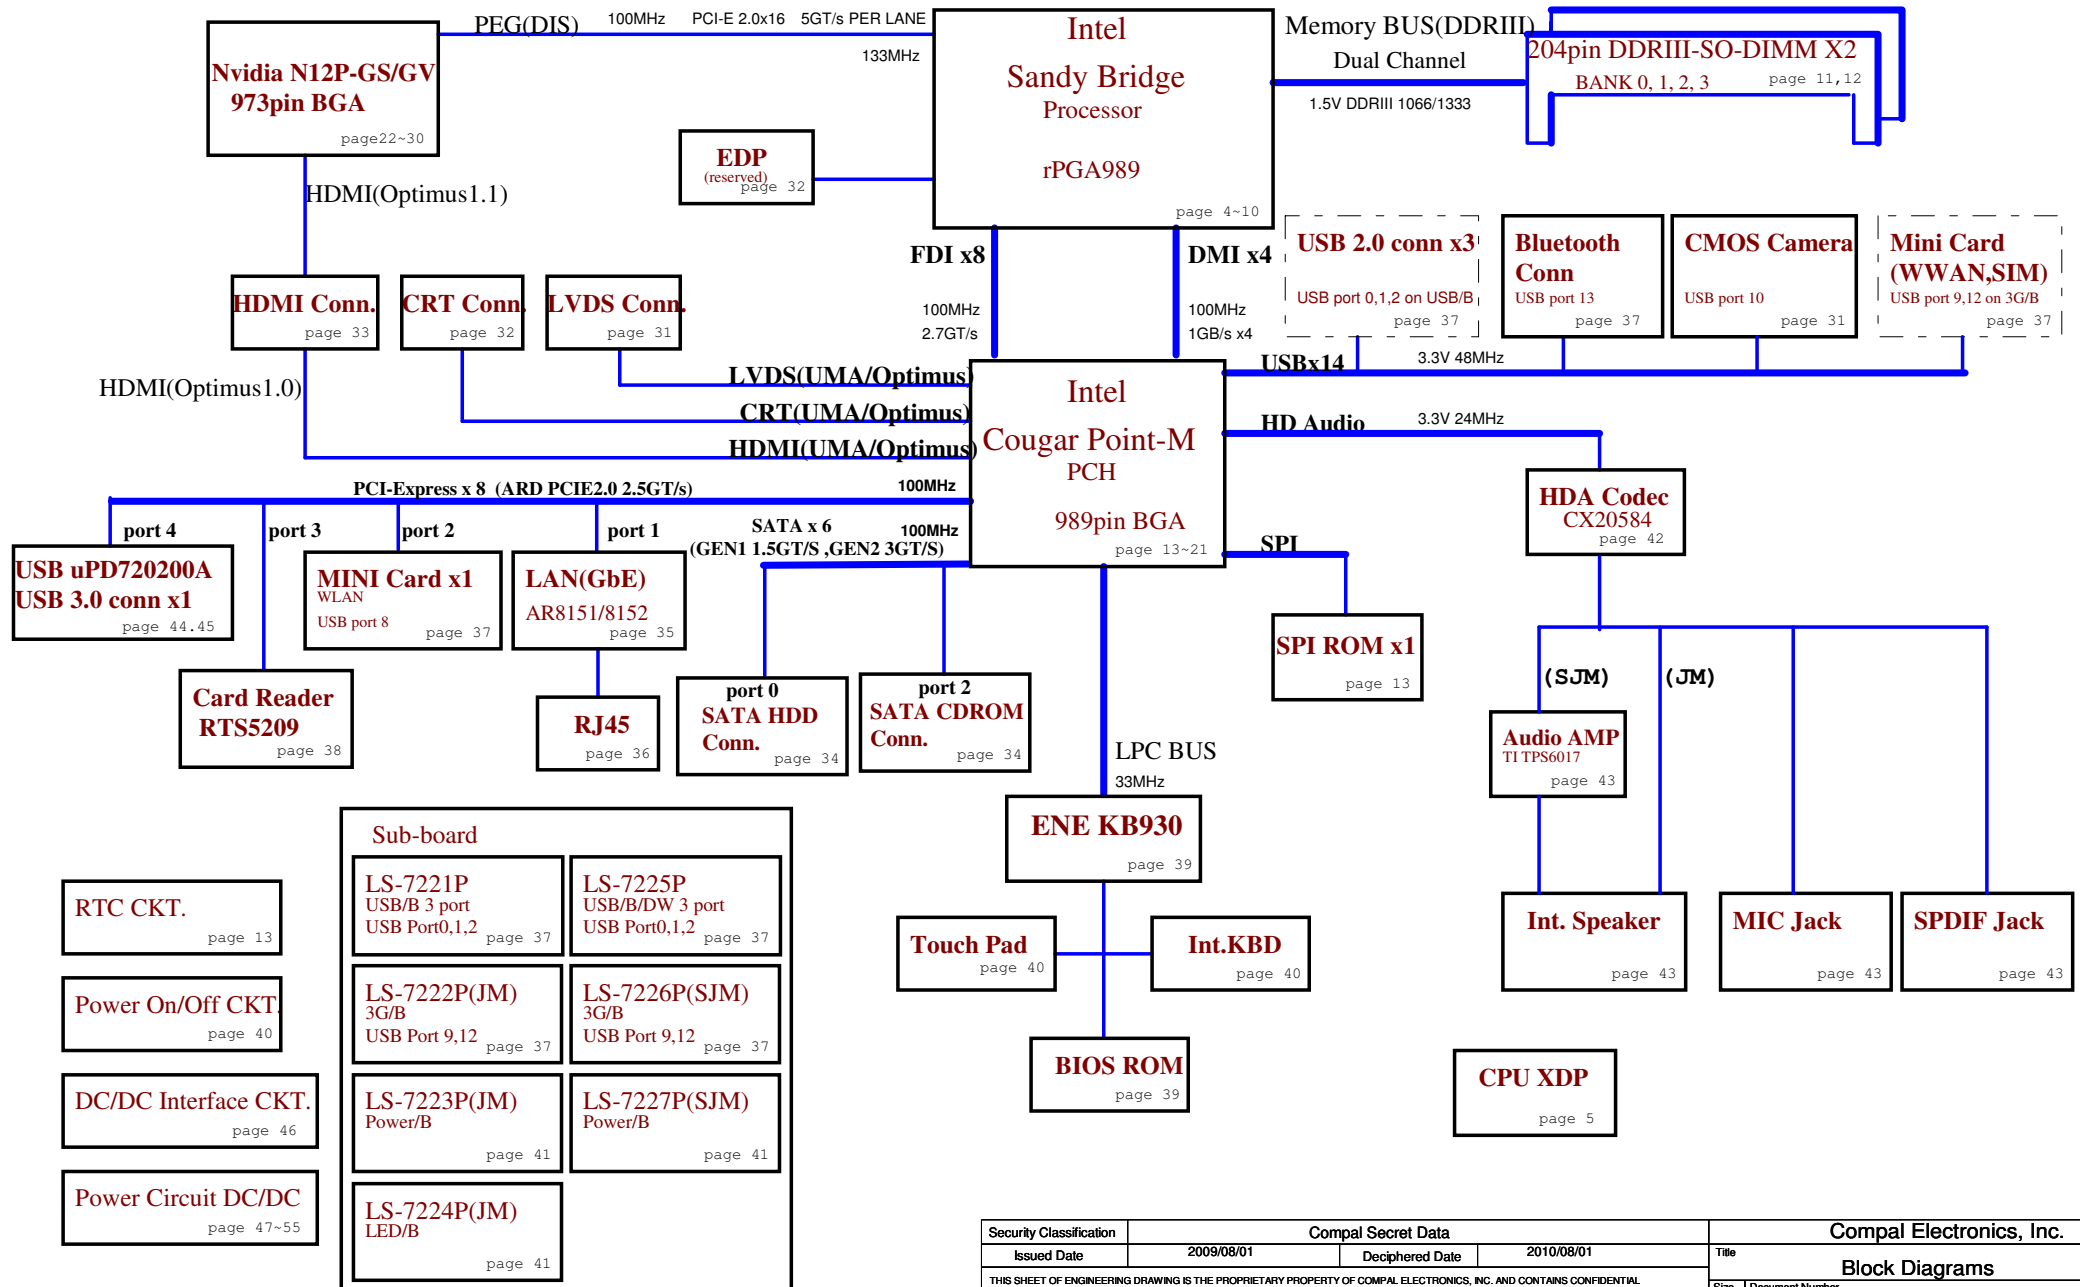 PEG(DIS)
100MHz
PCI-E 2.0x16
5GT/s PER LANE
133MHz
Nvidia N12P-GS/GV
973pin BGA
page22~30
Intel
Sandy Bridge
Processor
rPGA989
page 4~10
Memory BUS(DDRIII)
Dual Channel
1.5V DDRIII 1066/1333
204pin DDRIII-SO-DIMM X2
BANK 0, 1, 2, 3
page 11,12
EDP
(reserved)
page 32
HDMI(Optimus1.1)
FDI x8
100MHz
2.7GT/s
DMI x4
100MHz
1GB/s x4
USB 2.0 conn x3
USB port 0,1,2 on USB/B
page 37
Bluetooth
Conn
USB port 13
page 37
CMOS Camera
USB port 10
page 31
Mini Card
(WWAN,SIM)
USB port 9,12 on 3G/B
page 37
HDMI Conn.
page 33
CRT Conn.
page 32
LVDS Conn.
page 31
HDMI(Optimus1.0)
LVDS(UMA/Optimus)
CRT(UMA/Optimus)
HDMI(UMA/Optimus)
USBx14
3.3V 48MHz
HD Audio
3.3V 24MHz
Intel
Cougar Point-M
PCH
989pin BGA
page 13~21
SPI
PCI-Express x 8 (ARD PCIE2.0 2.5GT/s)
100MHz
port 4
port 3
port 2
port 1
SATA x 6
(GEN1 1.5GT/S ,GEN2 3GT/S)
100MHz
HDA Codec
CX20584
page 42
USB uPD720200A
USB 3.0 conn x1
page 44.45
MINI Card x1
WLAN
USB port 8
page 37
LAN(GbE)
AR8151/8152
page 35
SPI ROM x1
page 13
Card Reader
RTS5209
page 38
RJ45
page 36
port 0
SATA HDD
Conn.
page 34
port 2
SATA CDROM
Conn.
page 34
(SJM)
(JM)
Audio AMP
TI TPS6017
page 43
LPC BUS
33MHz
ENE KB930
page 39
Touch Pad
page 40
Int.KBD
page 40
BIOS ROM
page 39
Int. Speaker
page 43
MIC Jack
page 43
SPDIF Jack
page 43
CPU XDP
page 5
RTC CKT.
page 13
Power On/Off CKT.
page 40
DC/DC Interface CKT.
page 46
Power Circuit DC/DC
page 47~55
Sub-board
LS-7221P
USB/B 3 port
USB Port0,1,2
page 37
LS-7225P
USB/B/DW 3 port
USB Port0,1,2
page 37
LS-7222P(JM)
3G/B
USB Port 9,12
page 37
LS-7226P(SJM)
3G/B
USB Port 9,12
page 37
LS-7223P(JM)
Power/B
page 41
LS-7227P(SJM)
Power/B
page 41
LS-7224P(JM)
LED/B
page 41
Security Classification
Compal Secret Data
Compal Electronics, Inc.
Issued Date
2009/08/01
Deciphered Date
2010/08/01
Title
Block Diagrams
THIS SHEET OF ENGINEERING DRAWING IS THE PROPRIETARY PROPERTY OF COMPAL ELECTRONICS, INC. AND CONTAINS CONFIDENTIAL
Size
Document Number